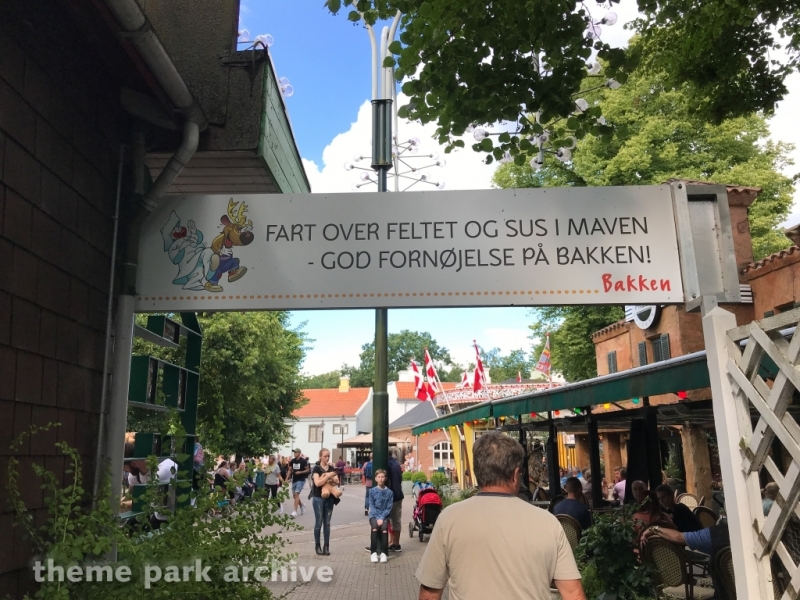 FART OVER FELTET OG SUS I MAVEN
- GOD FORNØJELSE PÅ BAKKEN!
Bakken
theme park archive